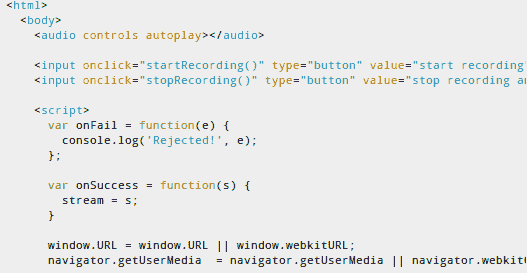 <html>
<body>
<audio controls autoplay></audio>
<input onclick="startRecording()" type="button" value="start recording
<input onclick="stopRecording()" type="button" value="stop recording
<script>
var onFail = function(e) {
console.log('Rejected!', e);
};
var onSuccess = function(s) {
stream = s;
}
window.URL = window.URL || window.webkitURL;
navigator.getUserMedia  = navigator.getUserMedia || navigator.webkit